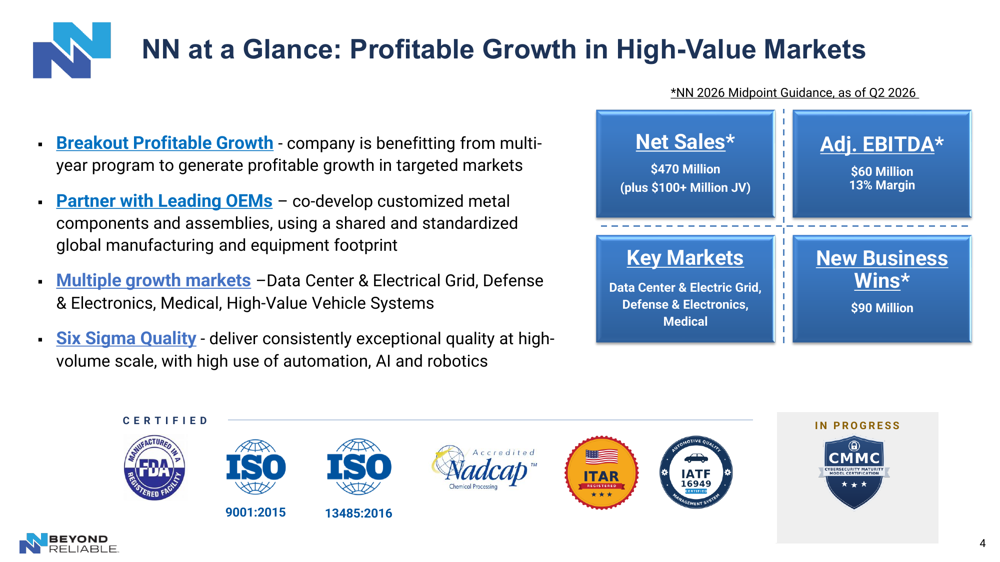 NN at a Glance: Profitable Growth in High-Value Markets
*NN 2026 Midpoint Guidance, as of Q2 2026
▪ Breakout Profitable Growth - company is benefitting from multi-
year program to generate profitable growth in targeted markets
▪ Partner with Leading OEMs – co-develop customized metal
components and assemblies, using a shared and standardized
global manufacturing and equipment footprint
▪ Multiple growth markets –Data Center & Electrical Grid, Defense
& Electronics, Medical, High-Value Vehicle Systems
▪ Six Sigma Quality - deliver consistently exceptional quality at high-
volume scale, with high use of automation, AI and robotics
Net Sales*
$470 Million
(plus $100+ Million JV)
Adj. EBITDA*
$60 Million
13% Margin
Key Markets
Data Center & Electric Grid,
Defense & Electronics,
Medical
New Business
Wins*
$90 Million
CERTIFIED
MANUFACTURED IN A
FDA
REGISTERED FACILITY
ISO
9001:2015
ISO
13485:2016
Accredited
Nadcap™
Chemical Processing
ITAR
REGISTERED
AUTOMOTIVE QUALITY
IATF
16949
CERTIFIED
MANAGEMENT SYSTEM
IN PROGRESS
CMMC
CYBERSECURITY MATURITY
MODEL CERTIFICATION
BEYOND
RELIABLE
4